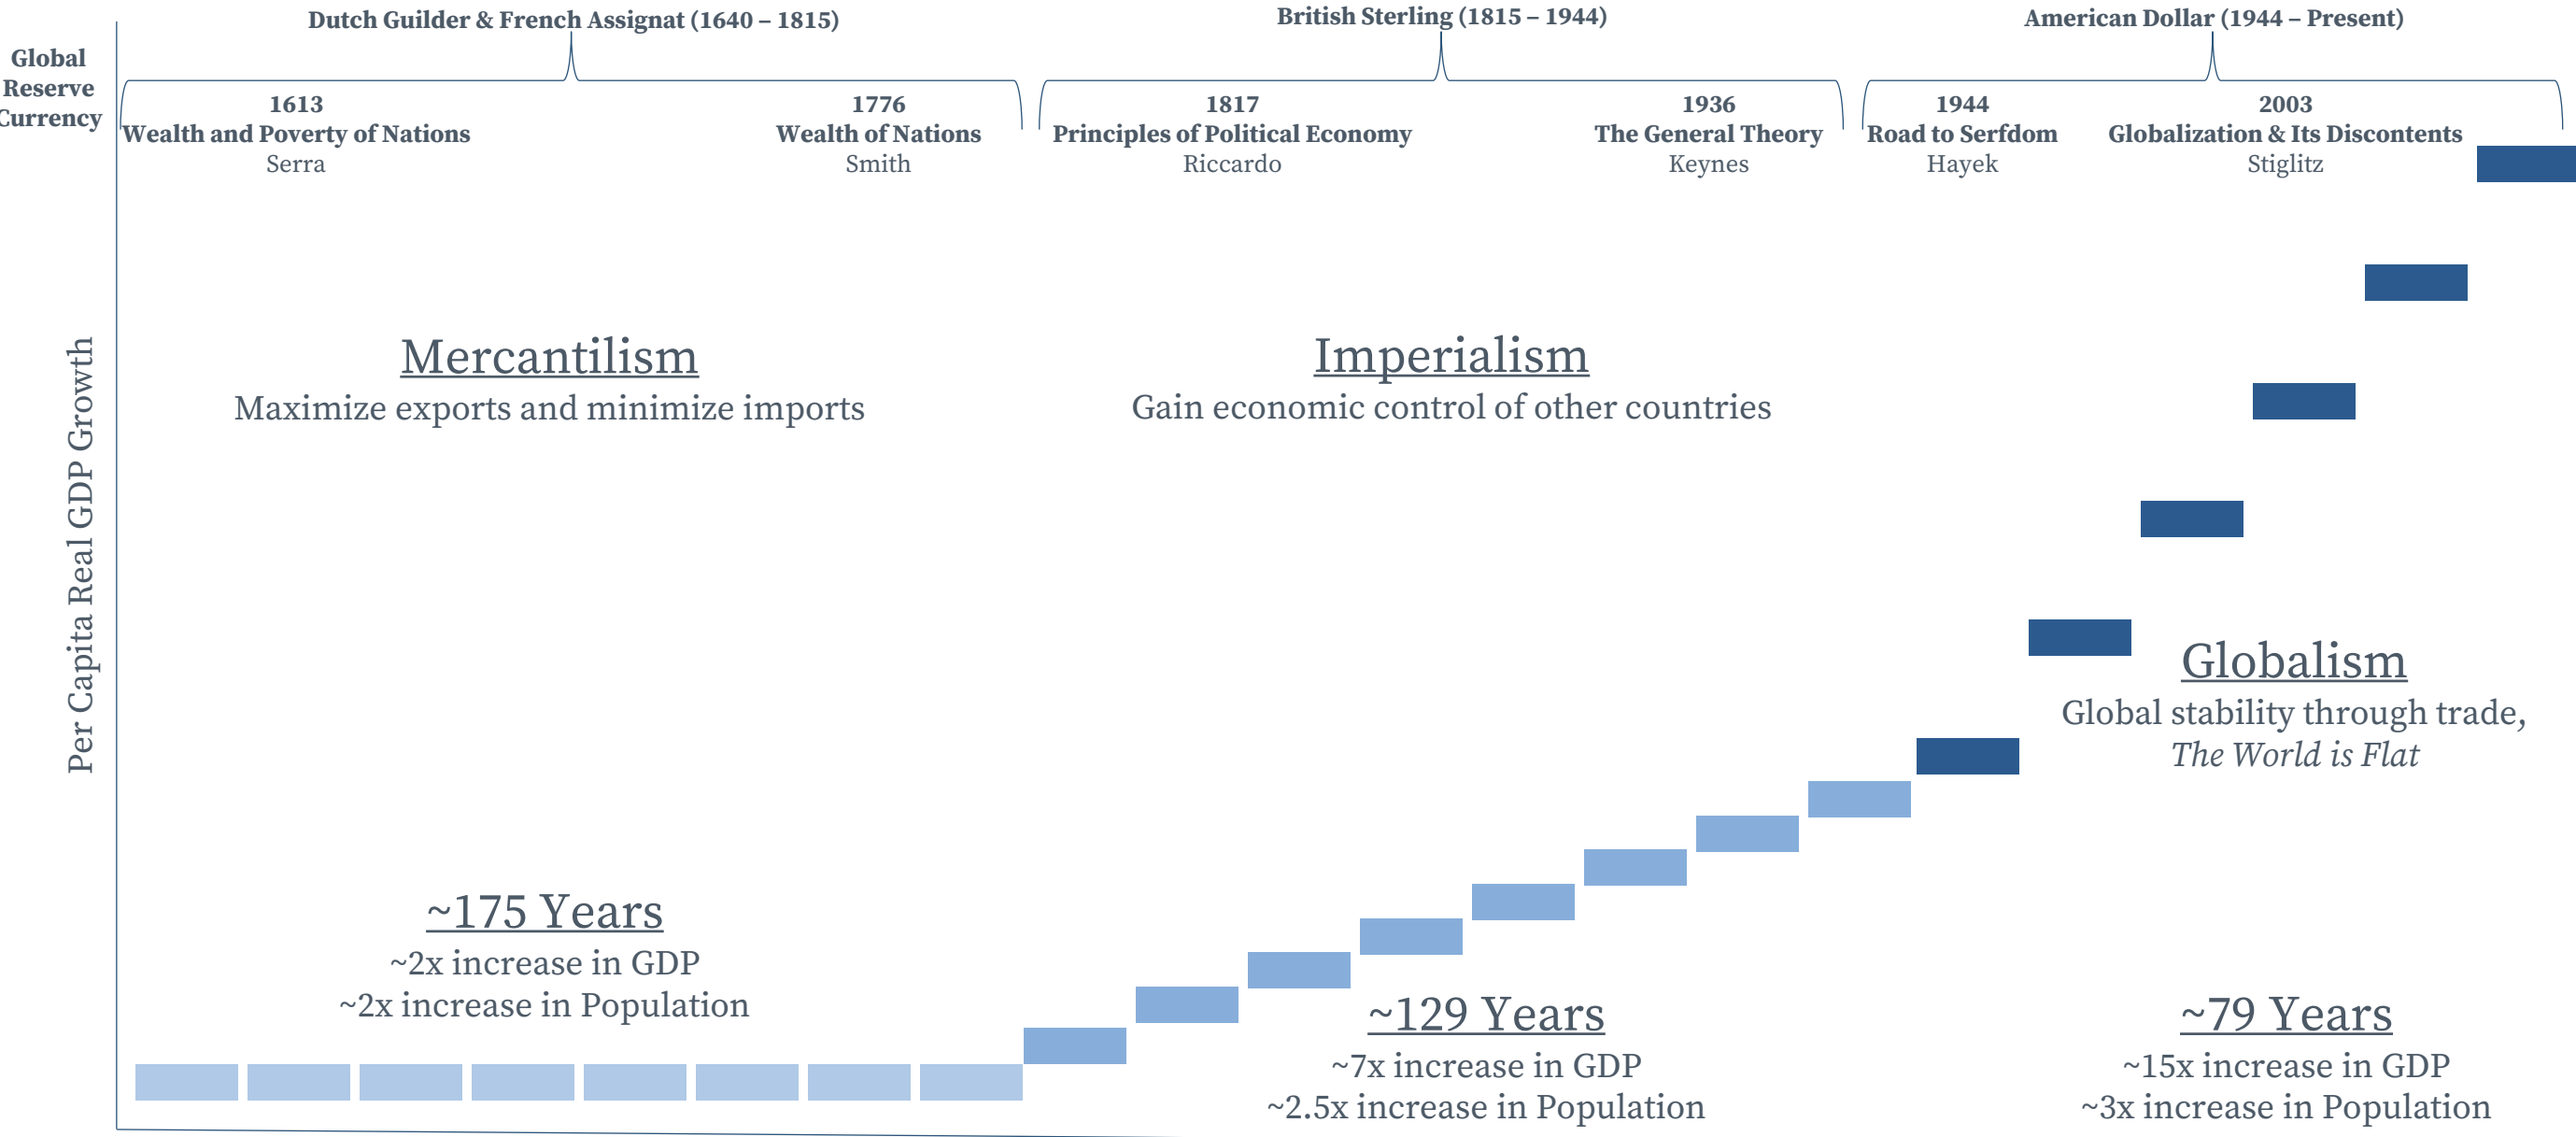 Dutch Guilder & French Assignat (1640 – 1815)
British Sterling (1815 – 1944)
American Dollar (1944 – Present)
Global
Reserve
Currency
1613
Wealth and Poverty of Nations
Serra
1776
Wealth of Nations
Smith
1817
Principles of Political Economy
Riccardo
1936
The General Theory
Keynes
1944
Road to Serfdom
Hayek
2003
Globalization & Its Discontents
Stiglitz
Per Capita Real GDP Growth
Mercantilism
Maximize exports and minimize imports
Imperialism
Gain economic control of other countries
Globalism
Global stability through trade,
The World is Flat
~175 Years
~2x increase in GDP
~2x increase in Population
~129 Years
~7x increase in GDP
~2.5x increase in Population
~79 Years
~15x increase in GDP
~3x increase in Population